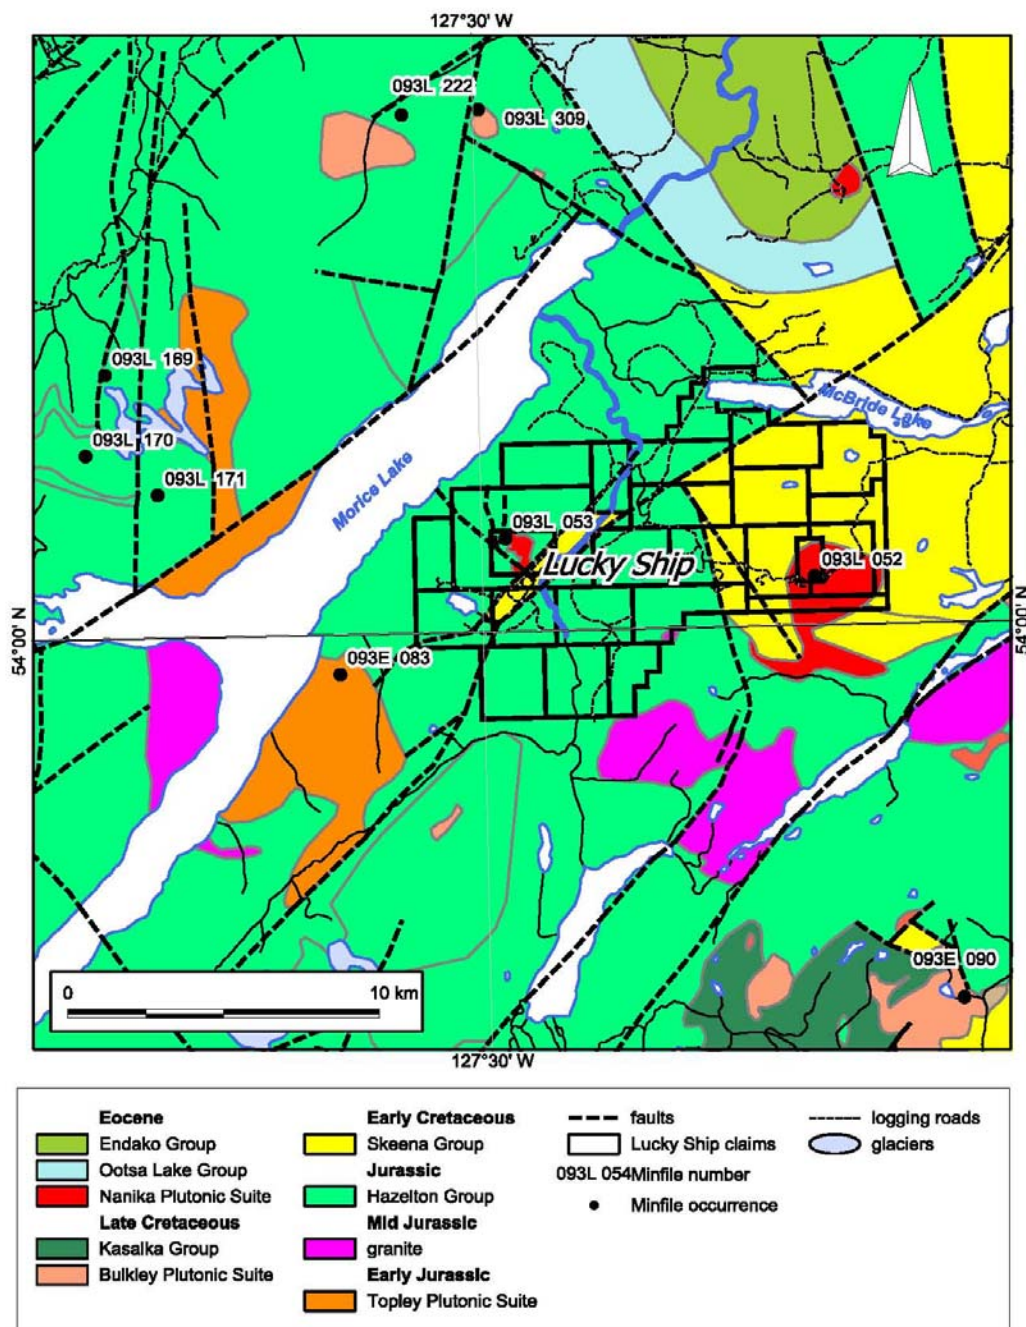 127°30' W
093L 222
093L 309
093L 169
McBride Lake
093L 170
093L 171
Morice Lake
093L 053
Lucky Ship
093L 052
54°00' N
54°00' N
093E 083
093E 090
0 10 km
127°30' W
Eocene
Endako Group
Ootsa Lake Group
Nanika Plutonic Suite
Late Cretaceous
Kasalka Group
Bulkley Plutonic Suite
Early Cretaceous
Skeena Group
Jurassic
Hazelton Group
Mid Jurassic
granite
Early Jurassic
Topley Plutonic Suite
faults
Lucky Ship claims
093L 054 Minfile number
Minfile occurrence
logging roads
glaciers